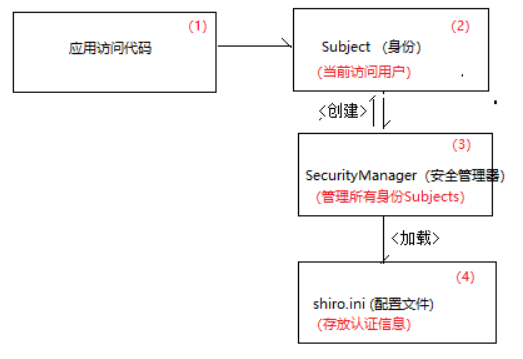 (1)
应用访问代码
(2)
Subject （身份）
(当前访问用户）
<创建>
(3)
SecurityManager（安全管理器）
(管理所有身份Subjects）
<加载>
(4)
shiro.ini (配置文件）
(存放认证信息）